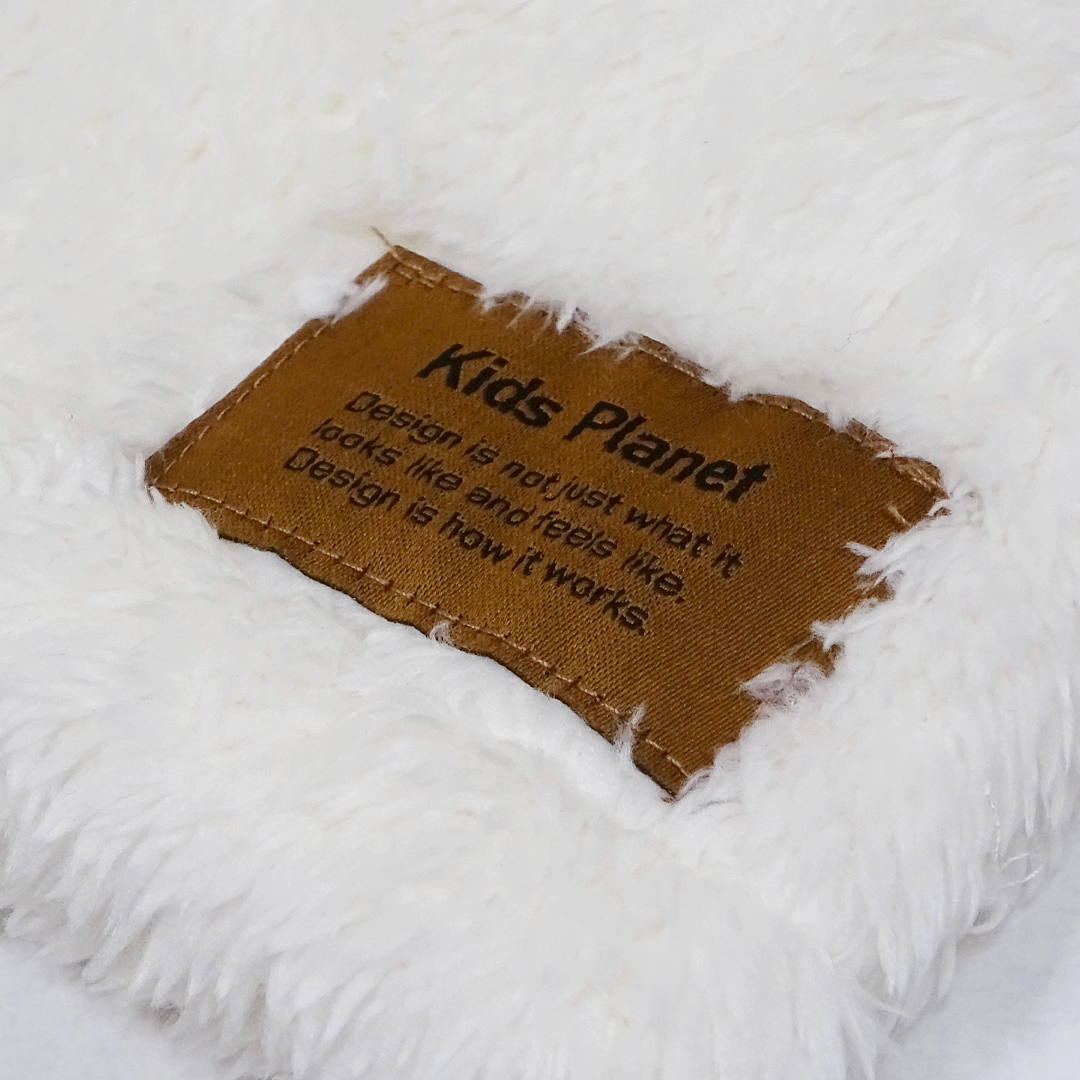 Kids Planet
Design is not just what it
looks like and feels like.
Design is how it works.